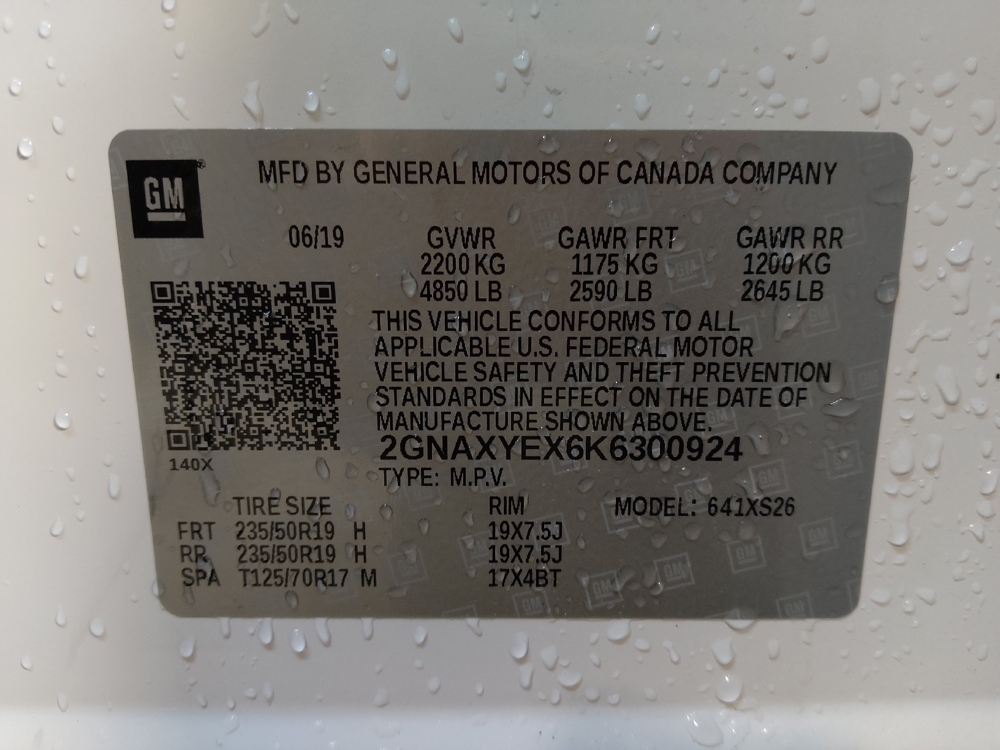 GM
MFD BY GENERAL MOTORS OF CANADA COMPANY
06/19 GVWR GAWR FRT GAWR RR
2200 KG 1175 KG 1200 KG
4850 LB 2590 LB 2645 LB
THIS VEHICLE CONFORMS TO ALL
APPLICABLE U.S. FEDERAL MOTOR
VEHICLE SAFETY AND THEFT PREVENTION
STANDARDS IN EFFECT ON THE DATE OF
MANUFACTURE SHOWN ABOVE.
2GNAXYEX6K6300924
140X
TYPE: M.P.V.
TIRE SIZE RIM MODEL: 641XS26
FRT 235/50R19 H 19X7.5J
RR 235/50R19 H 19X7.5J
SPA T125/70R17 M 17X4BT